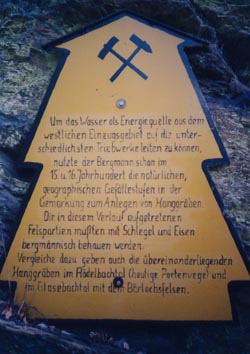 Um das Wasser als Energiequelle aus dem
westlichen Einzugsgebiet auf die unter-
schiedlichsten Triebwerke leiten zu können,
nutzte der Bergmann schon im
15. u. 16. Jahrhundert die natürlichen,
geographischen Gefällestufen in der
Gemarkung zum Anlegen von Hanggräben.
Die in diesem Verlauf aufgetretenen
Felspartien mußten mit Schlegel und Eisen
bergmännisch behauen werden.
Vergleiche dazu geben auch die übereinanderliegenden
Hanggräben im Rödelbachtal (heutige
und
im Glasebachtal mit dem